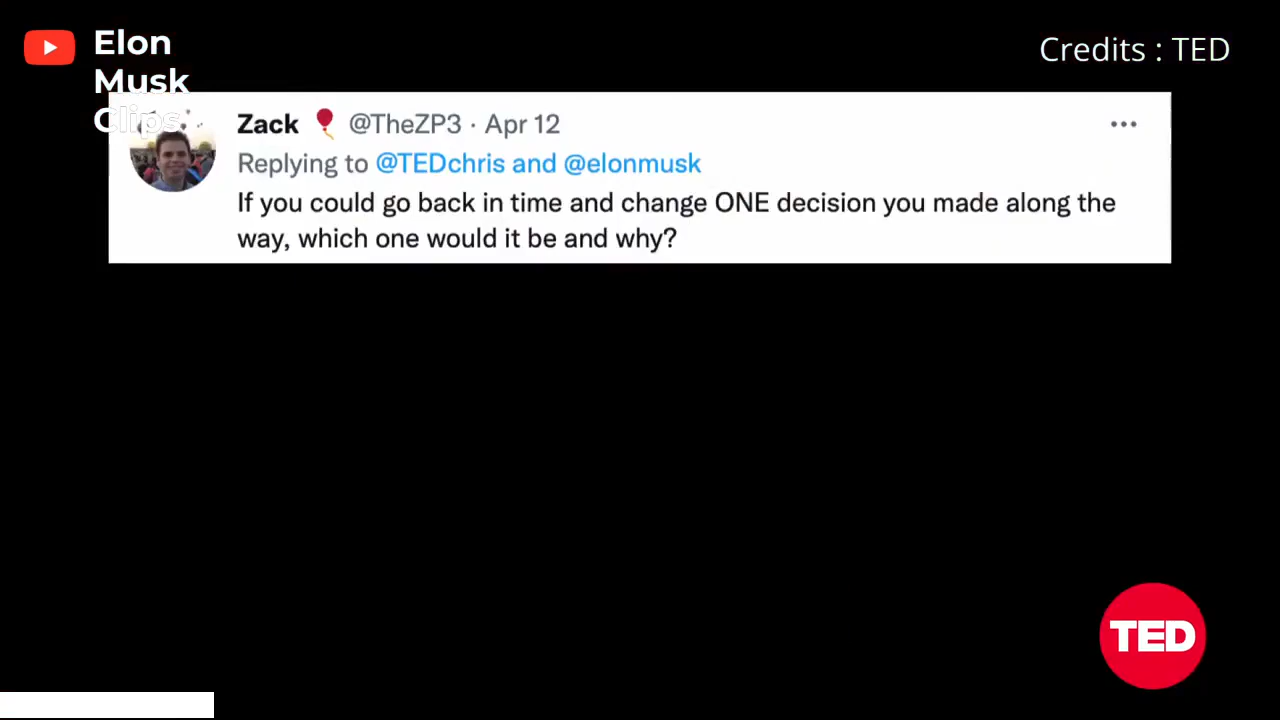 Elon
Musk
Clips
Credits : TED
Zack @TheZP3 · Apr 12
Replying to @TEDchris and @elonmusk
If you could go back in time and change ONE decision you made along the
way, which one would it be and why?
TED